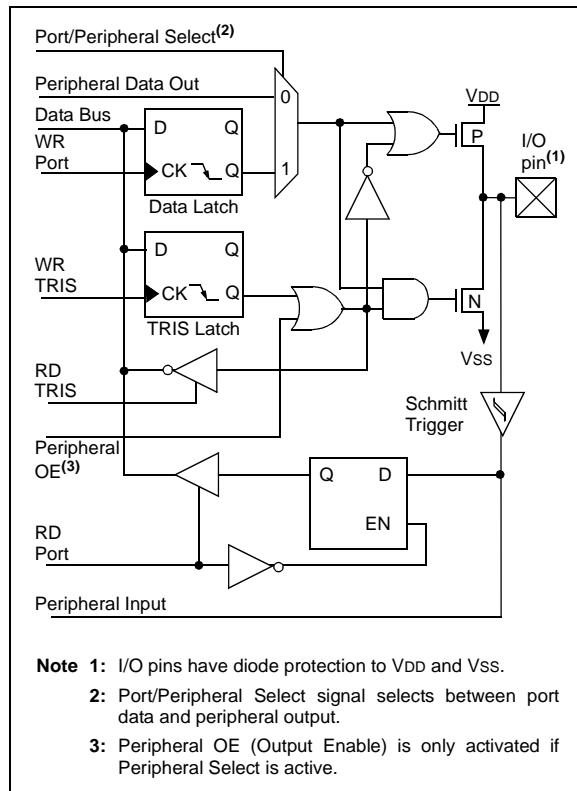 Port/Peripheral Select(2)
Peripheral Data Out
Data Bus
WR
Port
D Q
CK Q
Data Latch
0
1
VDD
P
I/O
pin(1)
WR
TRIS
D Q
CK Q
TRIS Latch
N
VSS
RD
TRIS
Schmitt
Trigger
Peripheral
OE(3)
Q D
EN
RD
Port
Peripheral Input
Note 1: I/O pins have diode protection to VDD and VSS.
2: Port/Peripheral Select signal selects between port
data and peripheral output.
3: Peripheral OE (Output Enable) is only activated if
Peripheral Select is active.